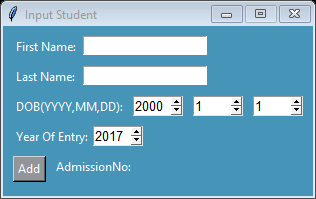 Input Student
First Name:
Last Name:
DOB(YYYY,MM,DD): 2000 1 1
Year Of Entry: 2017
Add AdmissionNo: